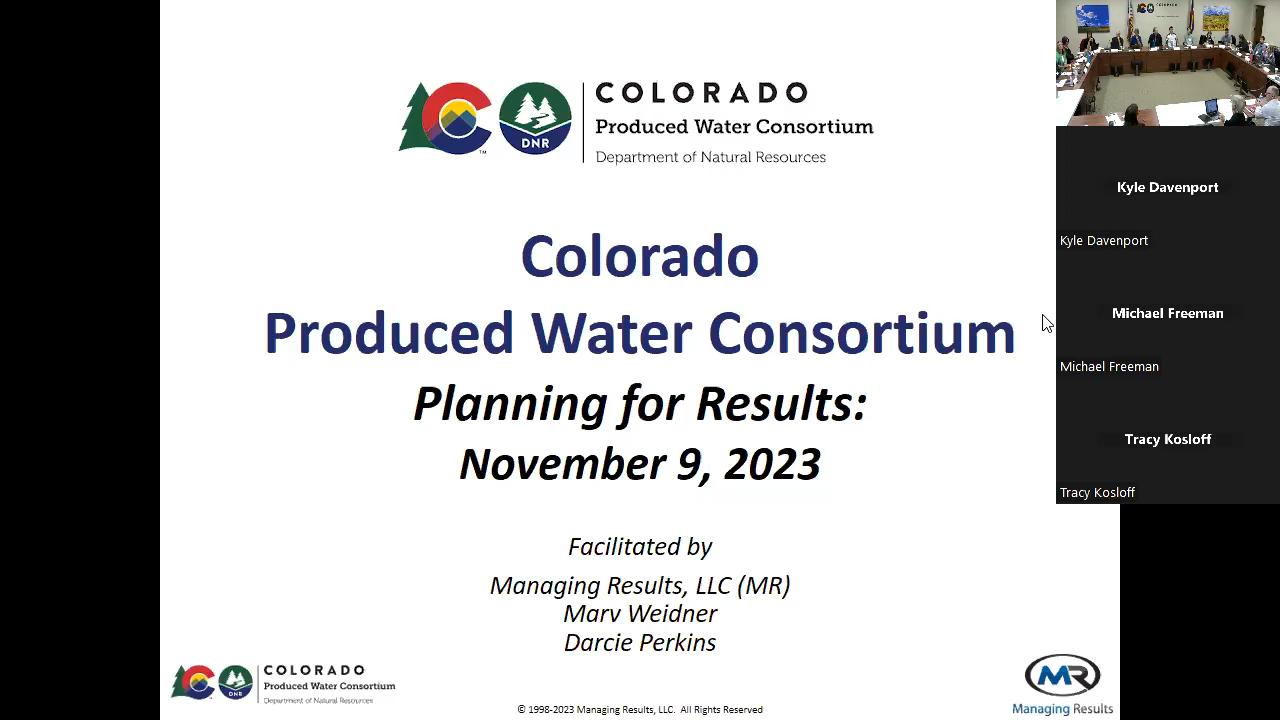 COLORADO
Produced Water Consortium
Department of Natural Resources
DNR
TM
Colorado
Produced Water Consortium
Planning for Results:
November 9, 2023
Facilitated by
Managing Results, LLC (MR)
Marv Weidner
Darcie Perkins
COLORADO
Produced Water Consortium
Department of Natural Resources
DNR
© 1998-2023 Managing Results, LLC. All Rights Reserved
MR
Managing Results
Kyle Davenport
Kyle Davenport
Michael Freeman
Michael Freeman
Tracy Kosloff
Tracy Kosloff